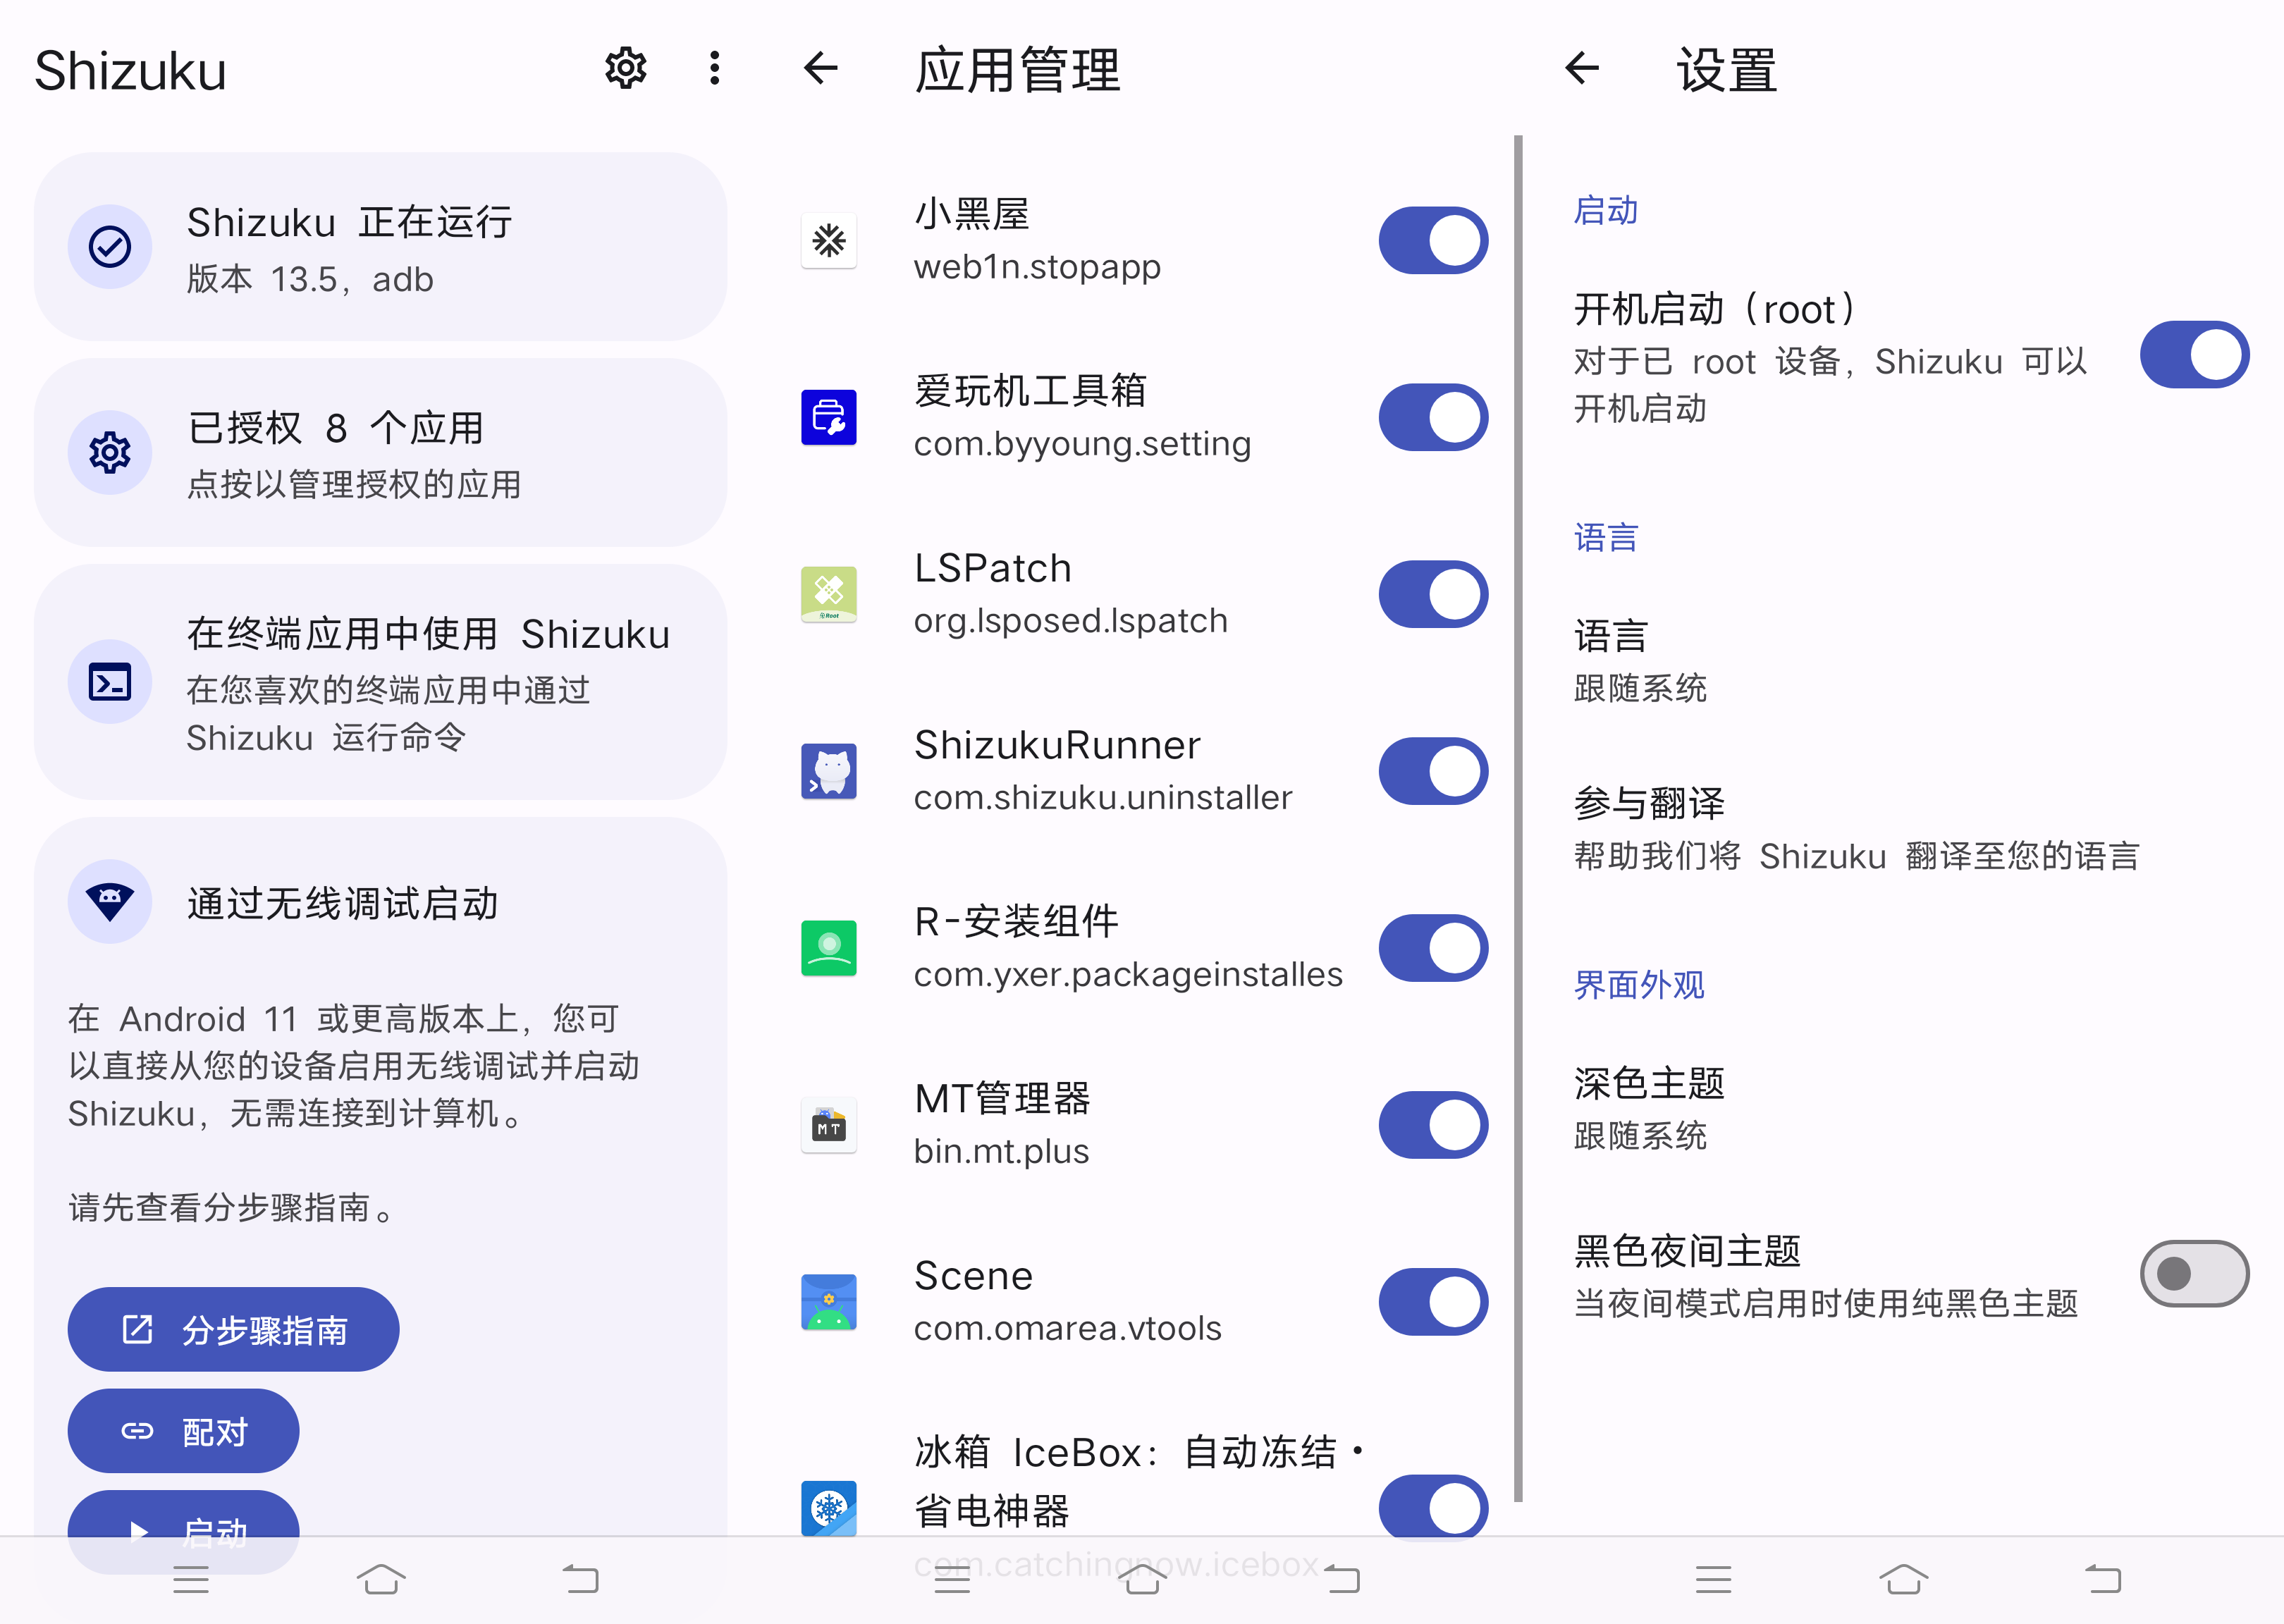 Shizuku
Shizuku 正在运行
版本 13.5，adb
已授权 8 个应用
点按以管理授权的应用
在终端应用中使用 Shizuku
在您喜欢的终端应用中通过
Shizuku 运行命令
通过无线调试启动
在 Android 11 或更高版本上，您可
以直接从您的设备启用无线调试并启动
Shizuku，无需连接到计算机。
请先查看分步骤指南。
分步骤指南
配对
启动
应用管理
小黑屋
web1n.stopapp
爱玩机工具箱
com.byyoung.setting
LSPatch
org.lsposed.lspatch
ShizukuRunner
com.shizuku.uninstaller
R-安装组件
com.yxer.packageinstalles
MT管理器
bin.mt.plus
Scene
com.omarea.vtools
冰箱 IceBox：自动冻结·
省电神器
com.catchingnow.icebox
设置
启动
开机启动（root）
对于已 root 设备，Shizuku 可以
开机启动
语言
语言
跟随系统
参与翻译
帮助我们将 Shizuku 翻译至您的语言
界面外观
深色主题
跟随系统
黑色夜间主题
当夜间模式启用时使用纯黑色主题